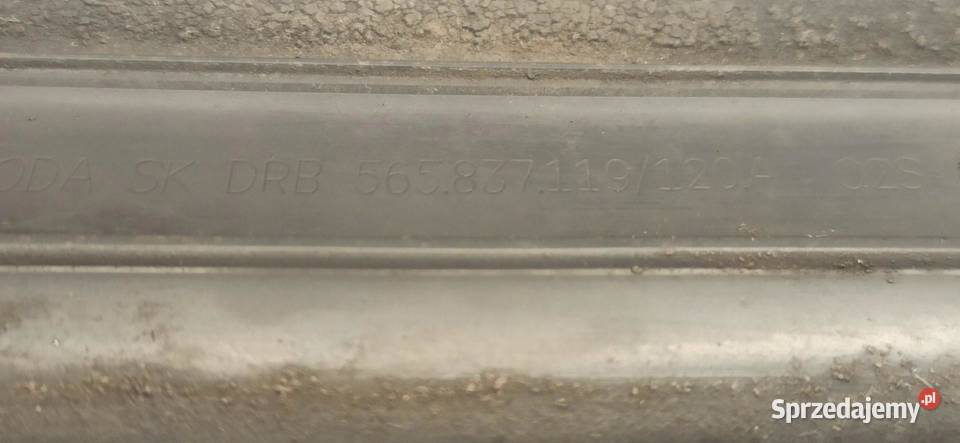 ODA SK DRB 565.837.119/120.A 02S
Sprzedajemy.pl